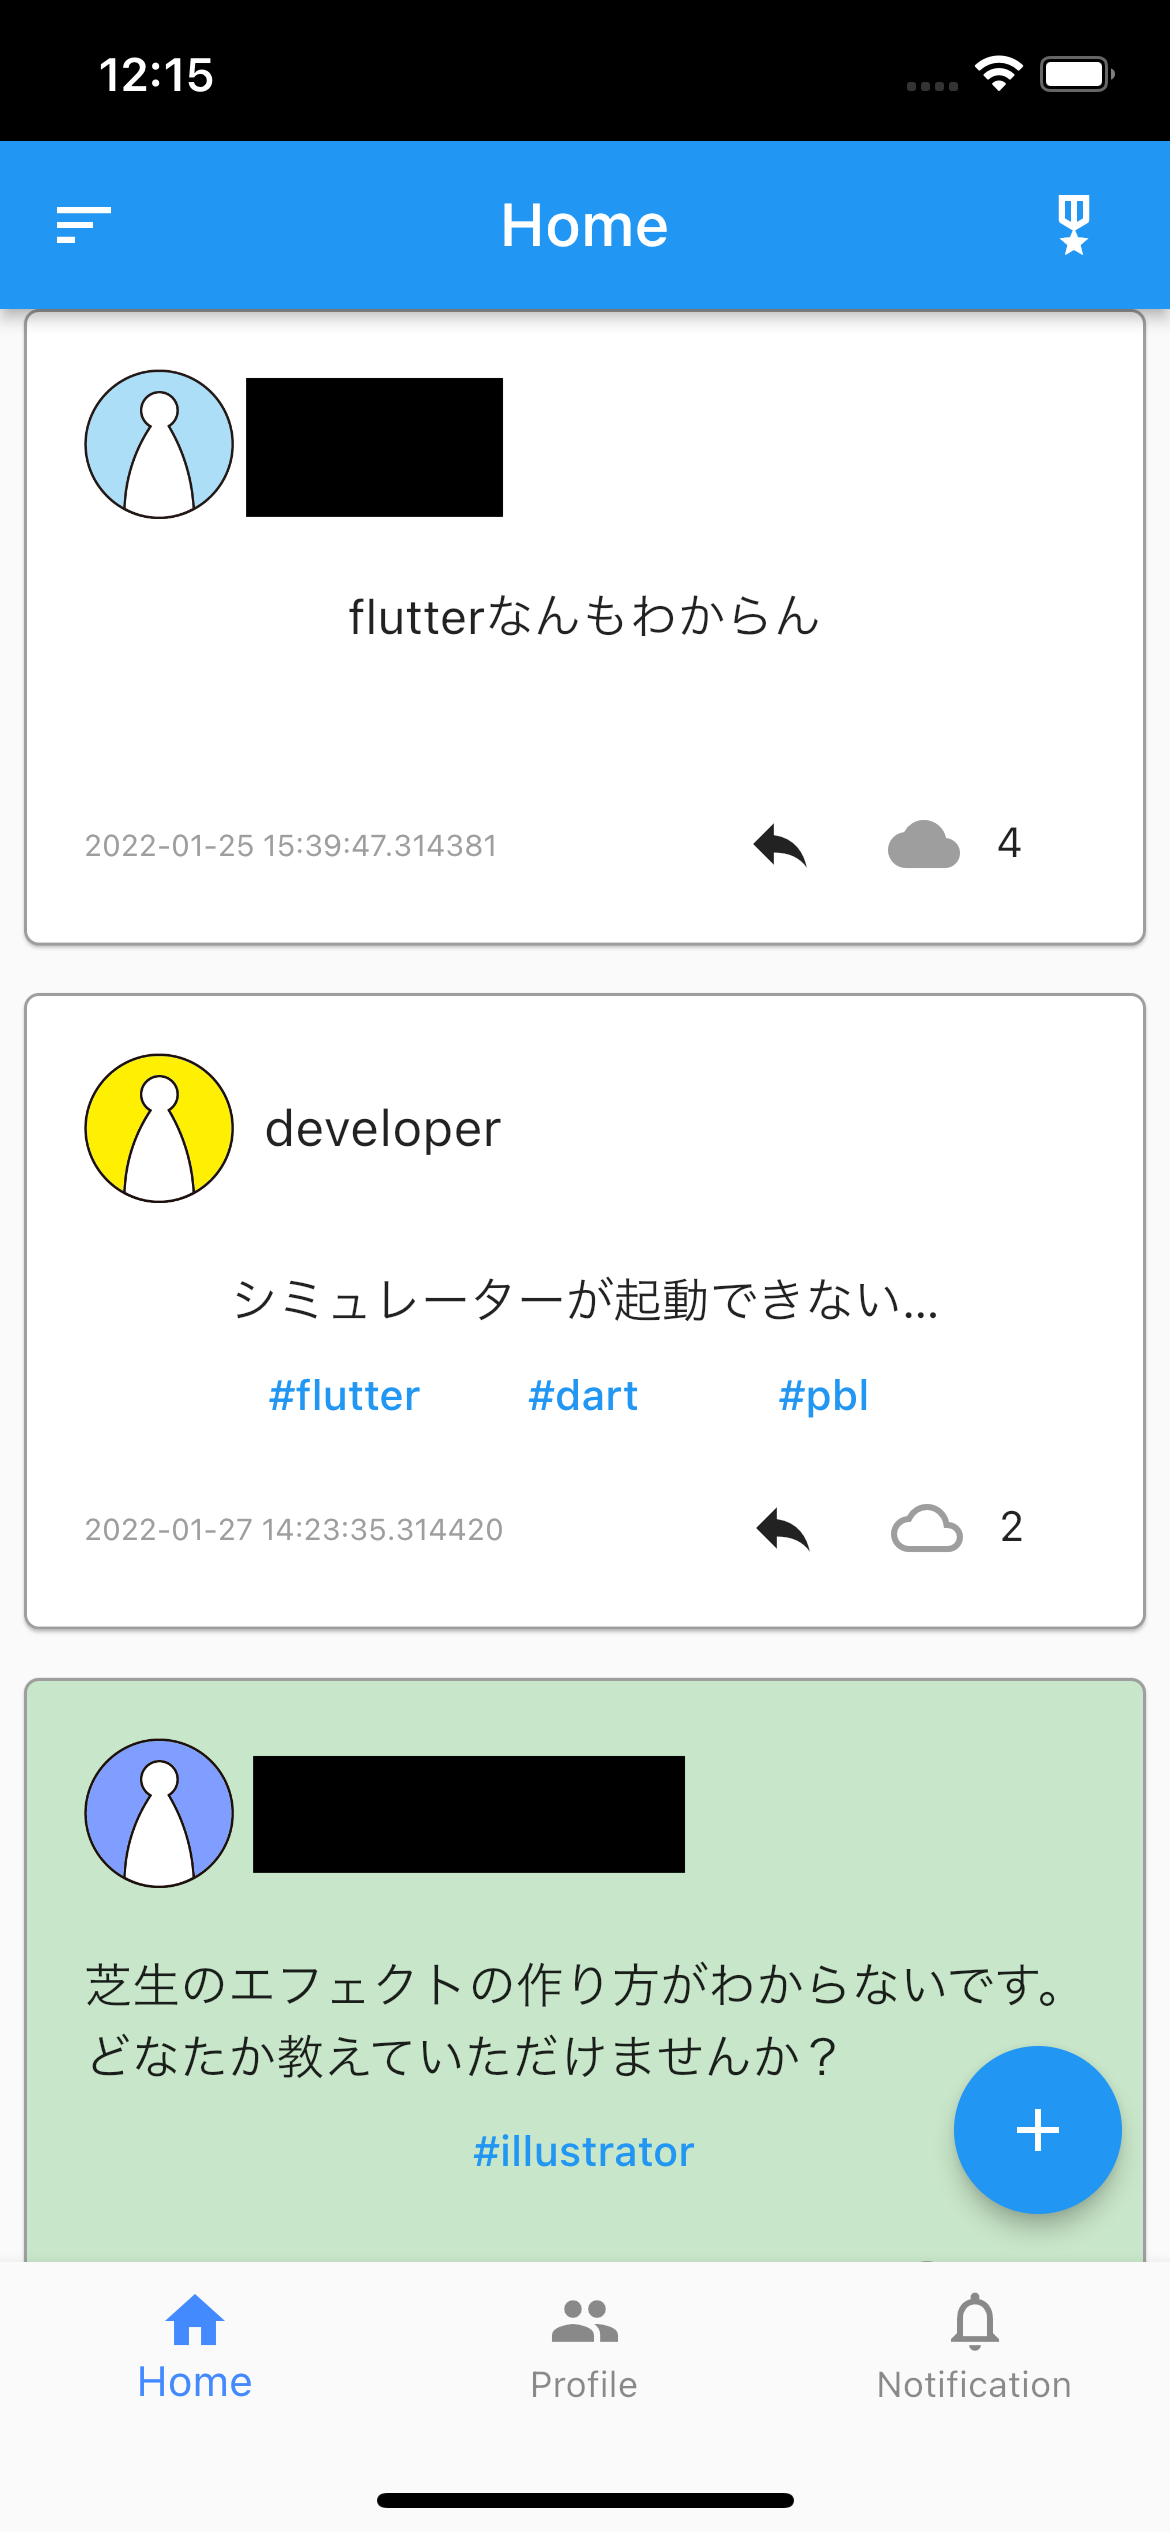 12:15
Home
flutterなんもわからん
2022-01-25 15:39:47.314381
4
developer
シミュレーターが起動できない...
#flutter #dart #pbl
2022-01-27 14:23:35.314420
2
芝生のエフェクトの作り方がわからないです。
どなたか教えていただけませんか？
#illustrator
+
Home
Profile
Notification